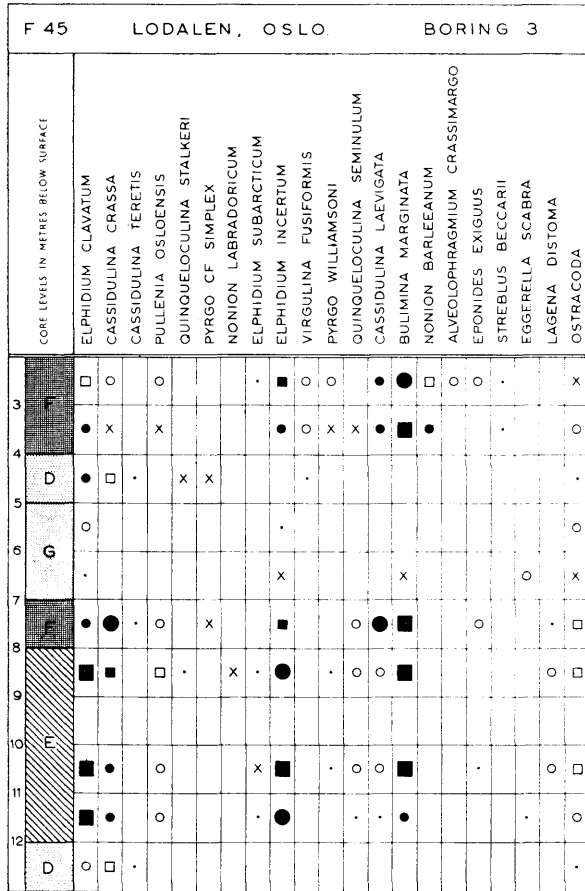 F 45 LODALEN, OSLO. BORING 3
CORE LEVELS IN METRES BELOW SURFACE
ELPHIDIUM CLAVATUM
CASSIDULINA CRASSA
CASSIDULINA TERETIS
PULLENIA OSLOENSIS
QUINQUELOCULINA STALKERI
PYRGO CF SIMPLEX
NONION LABRADORICUM
ELPHIDIUM SUBARCTICUM
ELPHIDIUM INCERTUM
VIRGULINA FUSIFORMIS
PYRGO WILLIAMSONI
QUINQUELOCULINA SEMINULUM
CASSIDULINA LAEVIGATA
BULIMINA MARGINATA
NONION BARLEEANUM
ALVEOLOPHRAGMIUM CRASSIMARGO
EPONIDES EXIGUUS
STREBLUS BECCARII
EGGERELLA SCABRA
LAGENA DISTOMA
OSTRACODA
F
3
4
D
5
G
6
7
8
9
E
10
11
12
D